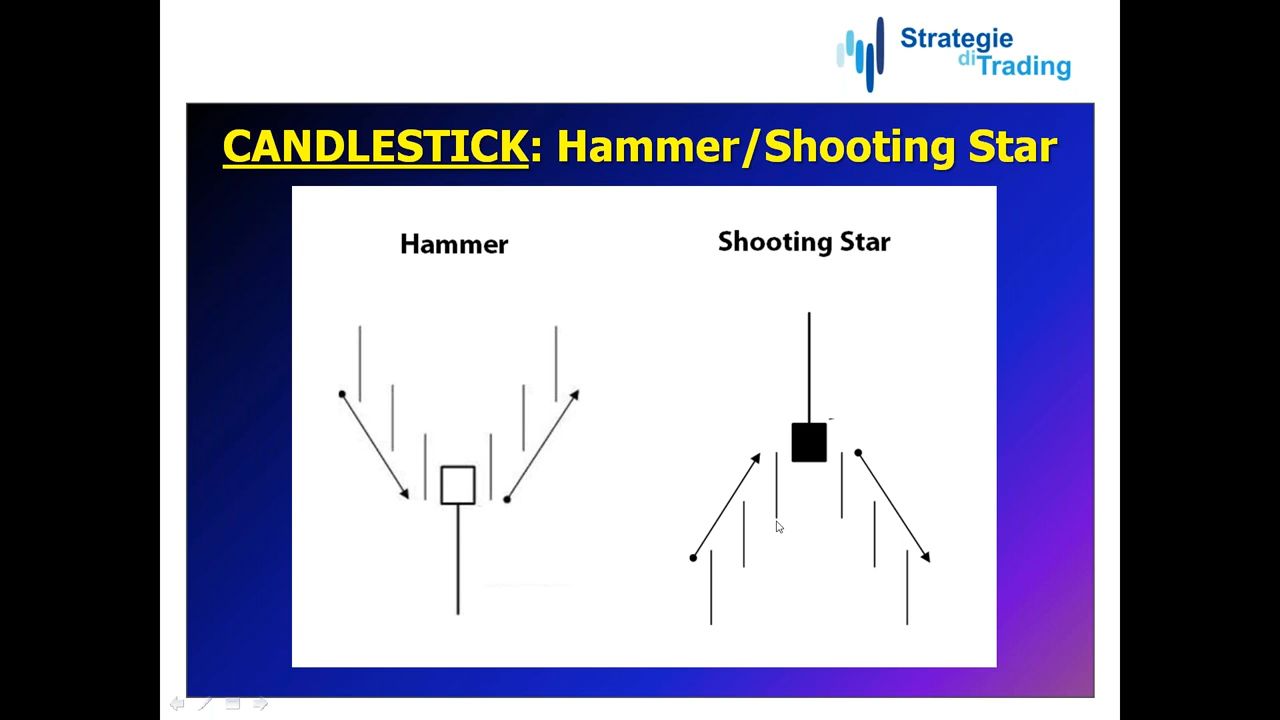 Strategie
di Trading
CANDLESTICK: Hammer/Shooting Star
Hammer
Shooting Star